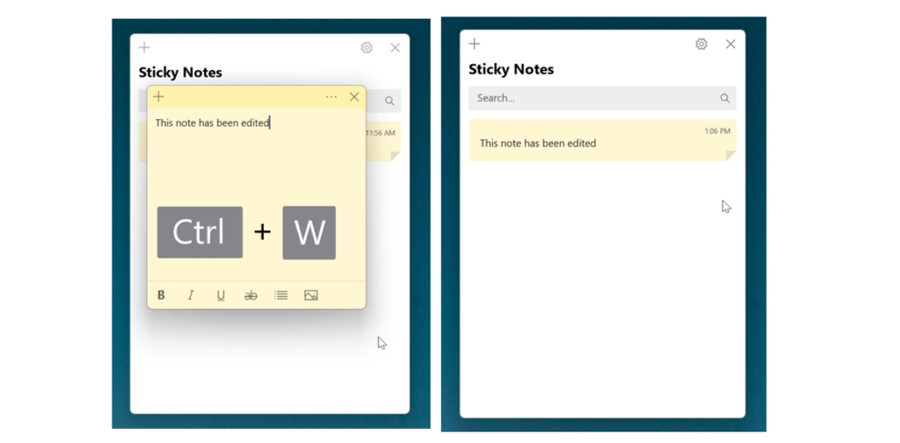 Sticky Notes
11:56 AM
This note has been edited
Ctrl + W
B I U ab
Sticky Notes
Search...
1:06 PM
This note has been edited